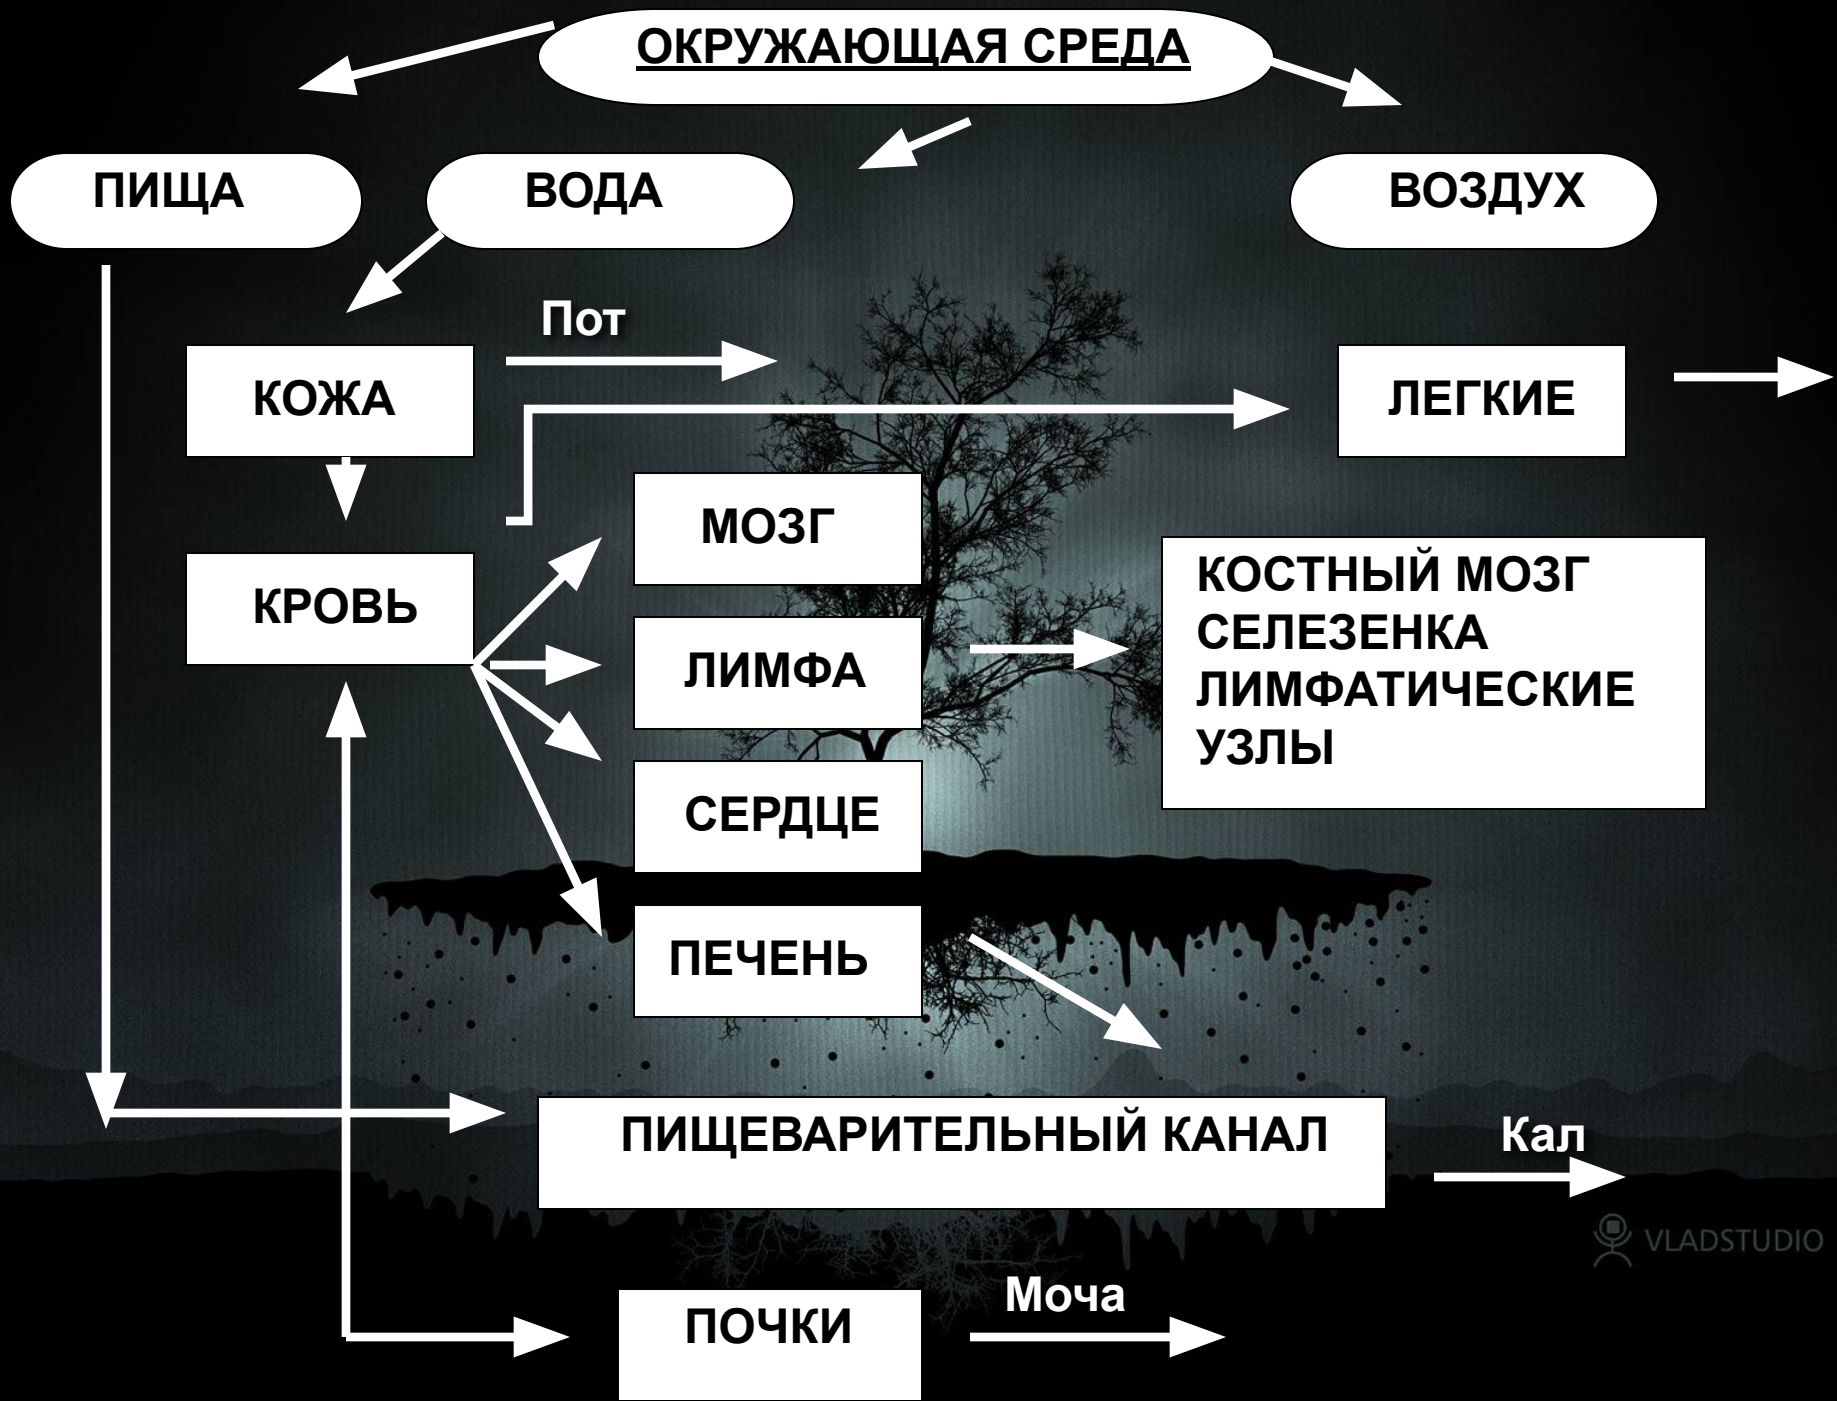 ОКРУЖАЮЩАЯ СРЕДА
ПИЩА
ВОДА
ВОЗДУХ
Пот
КОЖА
ЛЕГКИЕ
МОЗГ
КРОВЬ
КОСТНЫЙ МОЗГ
СЕЛЕЗЕНКА
ЛИМФАТИЧЕСКИЕ
УЗЛЫ
ЛИМФА
СЕРДЦЕ
ПЕЧЕНЬ
ПИЩЕВАРИТЕЛЬНЫЙ КАНАЛ
Кал
VLADSTUDIO
Моча
ПОЧКИ